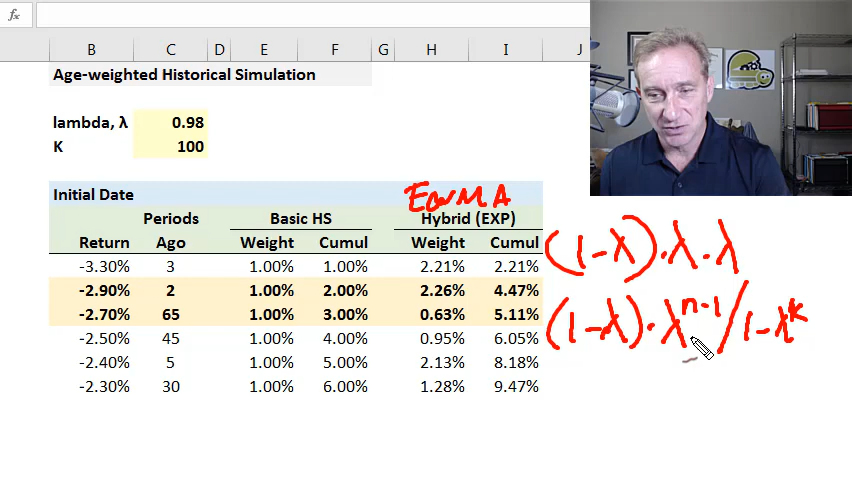 fx
B C D E F G H I J
Age-weighted Historical Simulation
lambda, λ 0.98
K 100
Initial Date
EWMA
Periods Basic HS Hybrid (EXP)
Return Ago Weight Cumul Weight Cumul
-3.30% 3 1.00% 1.00% 2.21% 2.21%
-2.90% 2 1.00% 2.00% 2.26% 4.47%
-2.70% 65 1.00% 3.00% 0.63% 5.11%
-2.50% 45 1.00% 4.00% 0.95% 6.05%
-2.40% 5 1.00% 5.00% 2.13% 8.18%
-2.30% 30 1.00% 6.00% 1.28% 9.47%
(1-λ)·λ·λ
(1-λ)·λ^n-1/1-λ^k